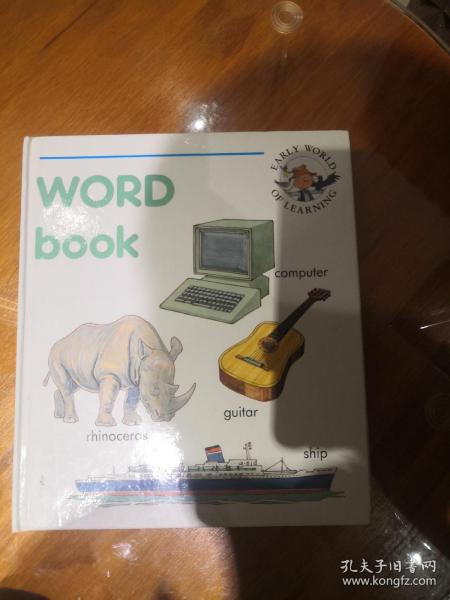 WORD
book
EARLY WORLD
OF LEARNING
computer
guitar
rhinoceros
ship
孔夫子旧书网
www.kongfz.com